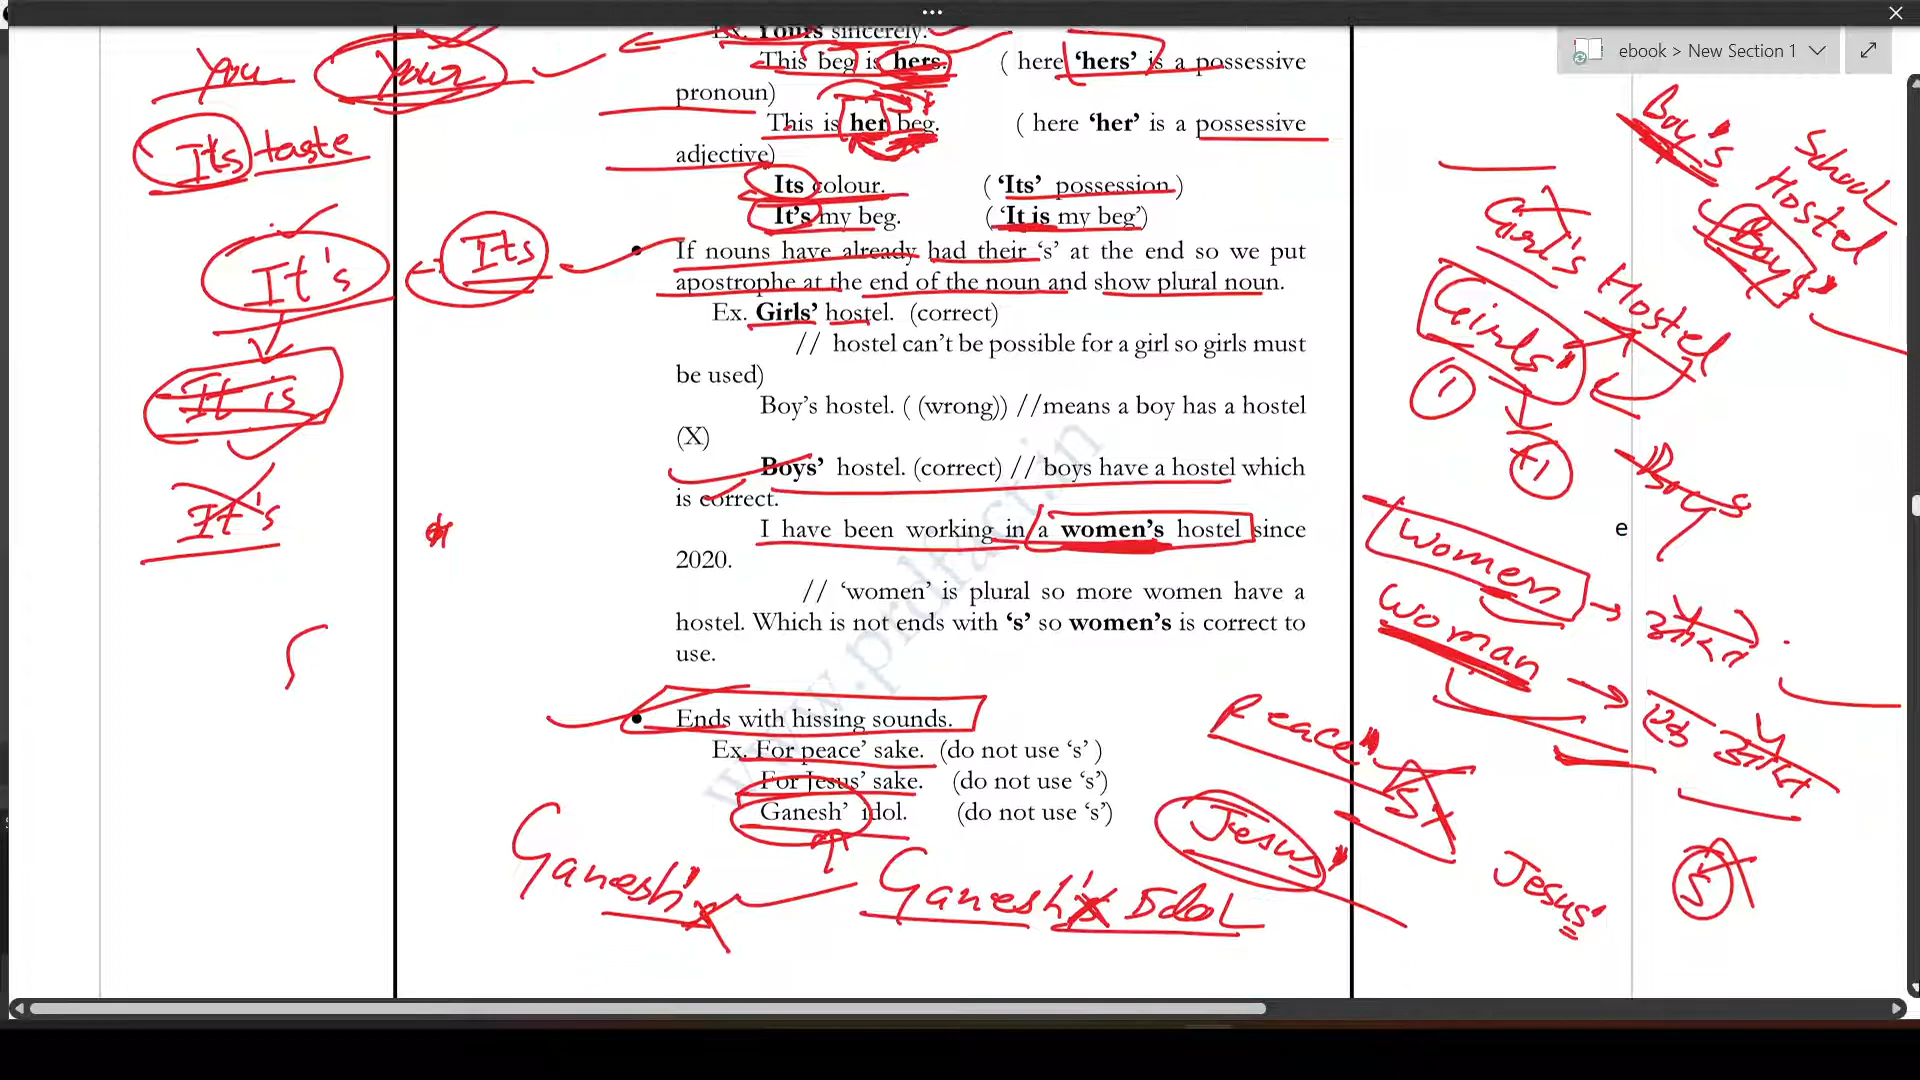 ebook > New Section 1
Ex. Yours sincerely.
This beg is hers. ( here ‘hers’ is a possessive
pronoun)
This is her beg. ( here ‘her’ is a possessive
adjective)
Its colour. ( ‘Its’ possession )
It’s my beg. ( ‘It is my beg’)
If nouns have already had their ‘s’ at the end so we put
apostrophe at the end of the noun and show plural noun.
Ex. Girls’ hostel. (correct)
// hostel can’t be possible for a girl so girls must
be used)
Boy’s hostel. ( (wrong)) //means a boy has a hostel
(X)
Boys’ hostel. (correct) // boys have a hostel which
is correct.
I have been working in a women’s hostel since
2020.
// ‘women’ is plural so more women have a
hostel. Which is not ends with ‘s’ so women’s is correct to
use.
Ends with hissing sounds.
Ex. For peace’ sake. (do not use ‘s’ )
For Jesus’ sake. (do not use ‘s’)
Ganesh’ idol. (do not use ‘s’)
You Your
Its taste
It's Its
It is
It's
Boy's School
Hostel
Boys'
Girl's Hostel
Girls'
1
+1
Boys
e
Women
Woman
Peace' s
Jesus'
Jesus'
s
Ganesh'
Ganesh's Idol